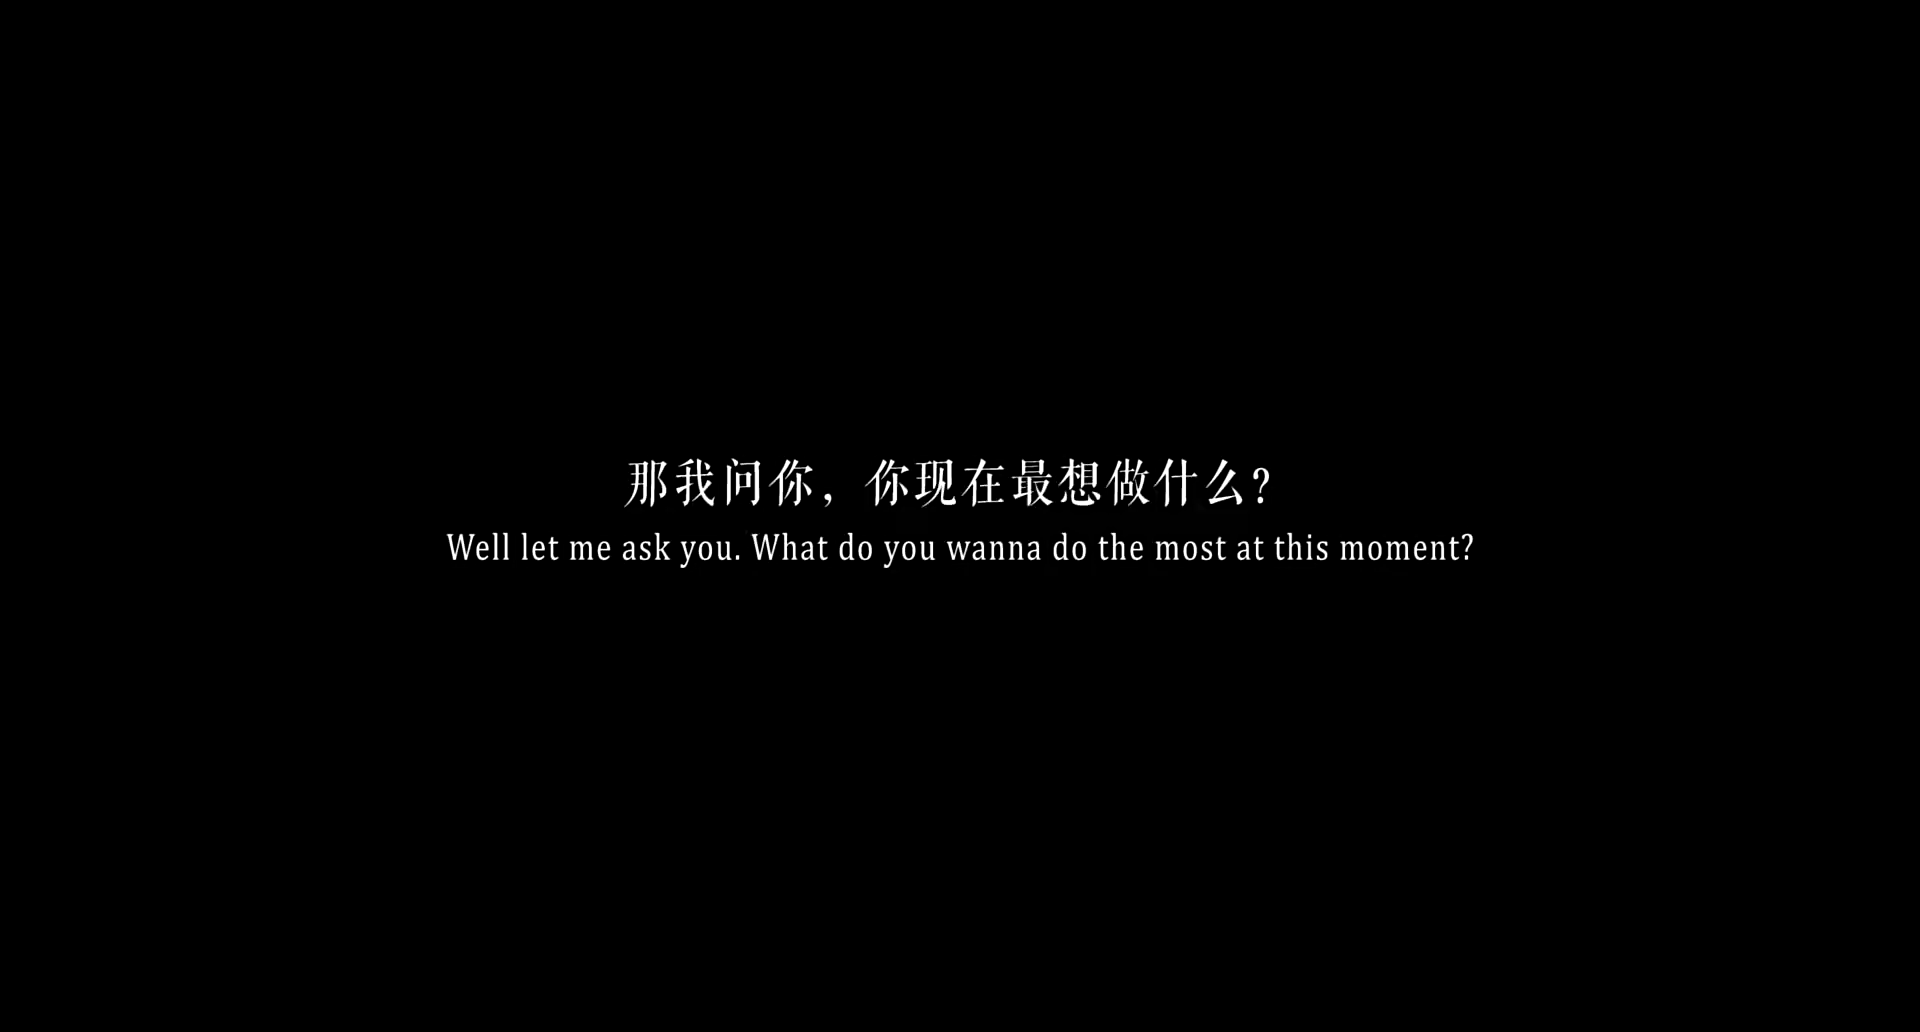 那我问你，你现在最想做什么？
Well let me ask you. What do you wanna do the most at this moment?